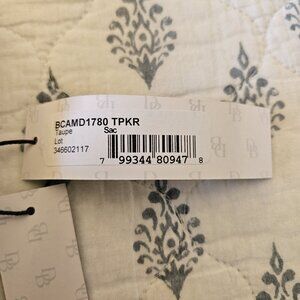 BCAMD1780 TPKR
Taupe Sac
Lot
346602117
7 99344 80947 8